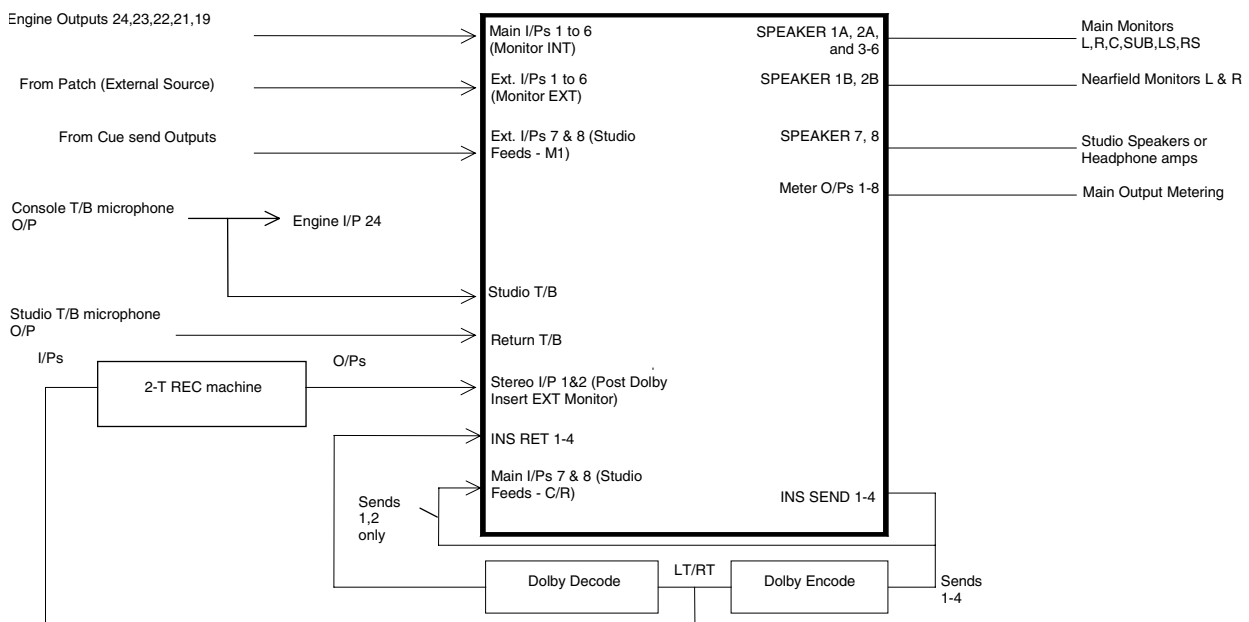 Engine Outputs 24,23,22,21,19
Main I/Ps 1 to 6
(Monitor INT)
SPEAKER 1A, 2A,
and 3-6
Main Monitors
L,R,C,SUB,LS,RS
From Patch (External Source)
Ext. I/Ps 1 to 6
(Monitor EXT)
SPEAKER 1B, 2B
Nearfield Monitors L & R
From Cue send Outputs
Ext. I/Ps 7 & 8 (Studio
Feeds - M1)
SPEAKER 7, 8
Studio Speakers or
Headphone amps
Meter O/Ps 1-8
Main Output Metering
Console T/B microphone
O/P
Engine I/P 24
Studio T/B
Studio T/B microphone
O/P
Return T/B
I/Ps
2-T REC machine
O/Ps
Stereo I/P 1&2 (Post Dolby
Insert EXT Monitor)
INS RET 1-4
Main I/Ps 7 & 8 (Studio
Feeds - C/R)
INS SEND 1-4
Sends
1,2
only
Dolby Decode
LT/RT
Dolby Encode
Sends
1-4